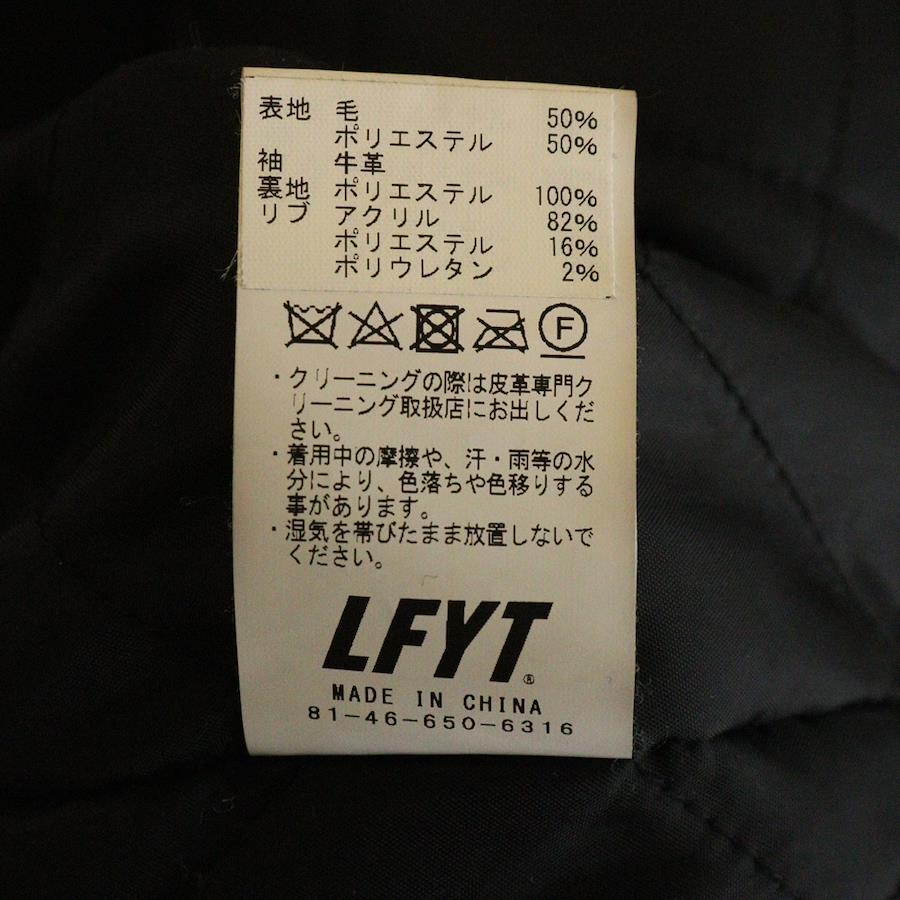 表地 毛 50%
ポリエステル 50%
袖 牛革
裏地 ポリエステル 100%
リブ アクリル 82%
ポリエステル 16%
ポリウレタン 2%
F
・クリーニングの際は皮革専門ク
リーニング取扱店にお出しくだ
さい。
・着用中の摩擦や、汗・雨等の水
分により、色落ちや色移りする
事があります。
・湿気を帯びたまま放置しないで
ください。
LFYT®
MADE IN CHINA
81-46-650-6316